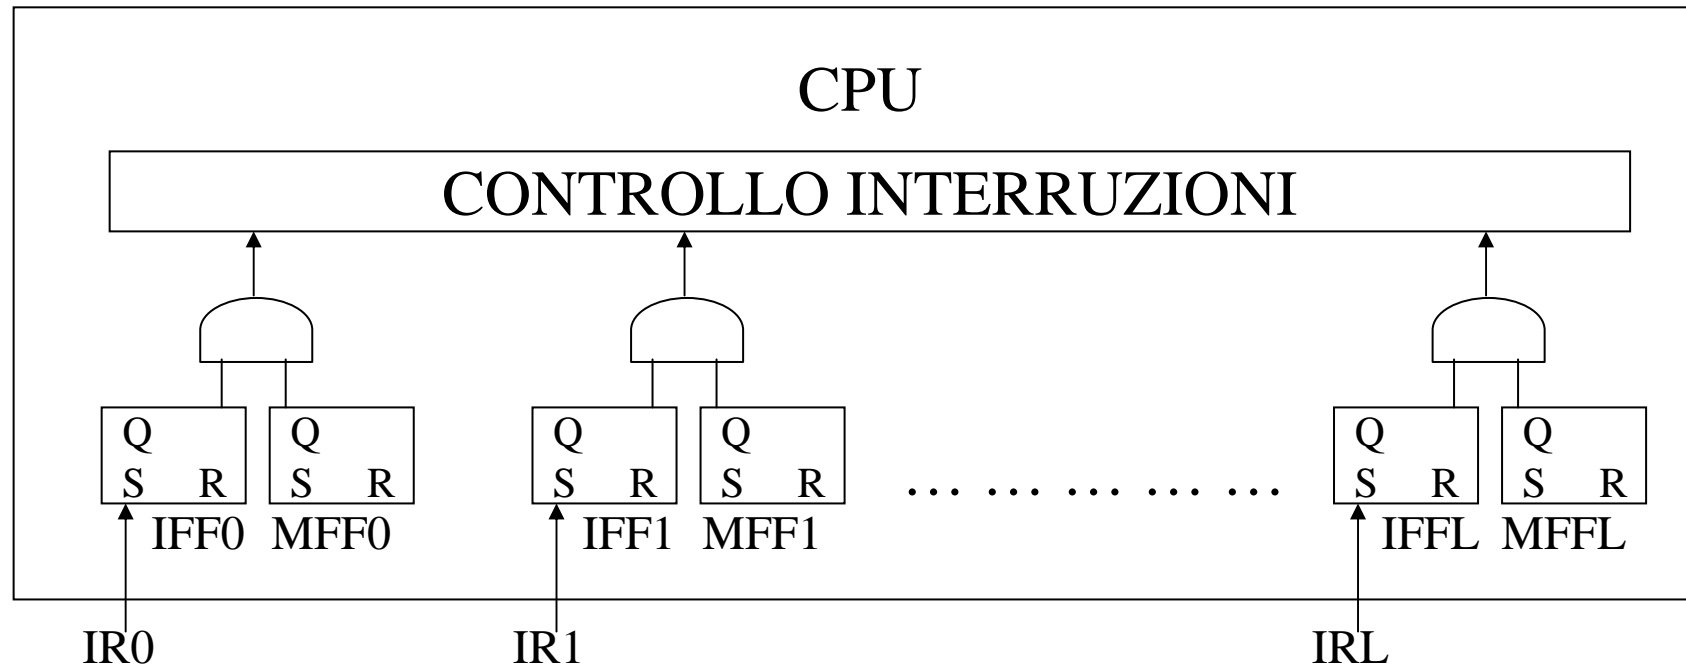 CPU
CONTROLLO INTERRUZIONI
Q Q Q Q Q Q
S R S R S R S R … … … … … S R S R
IFF0 MFF0 IFF1 MFF1 IFFL MFFL
IR0 IR1 IRL